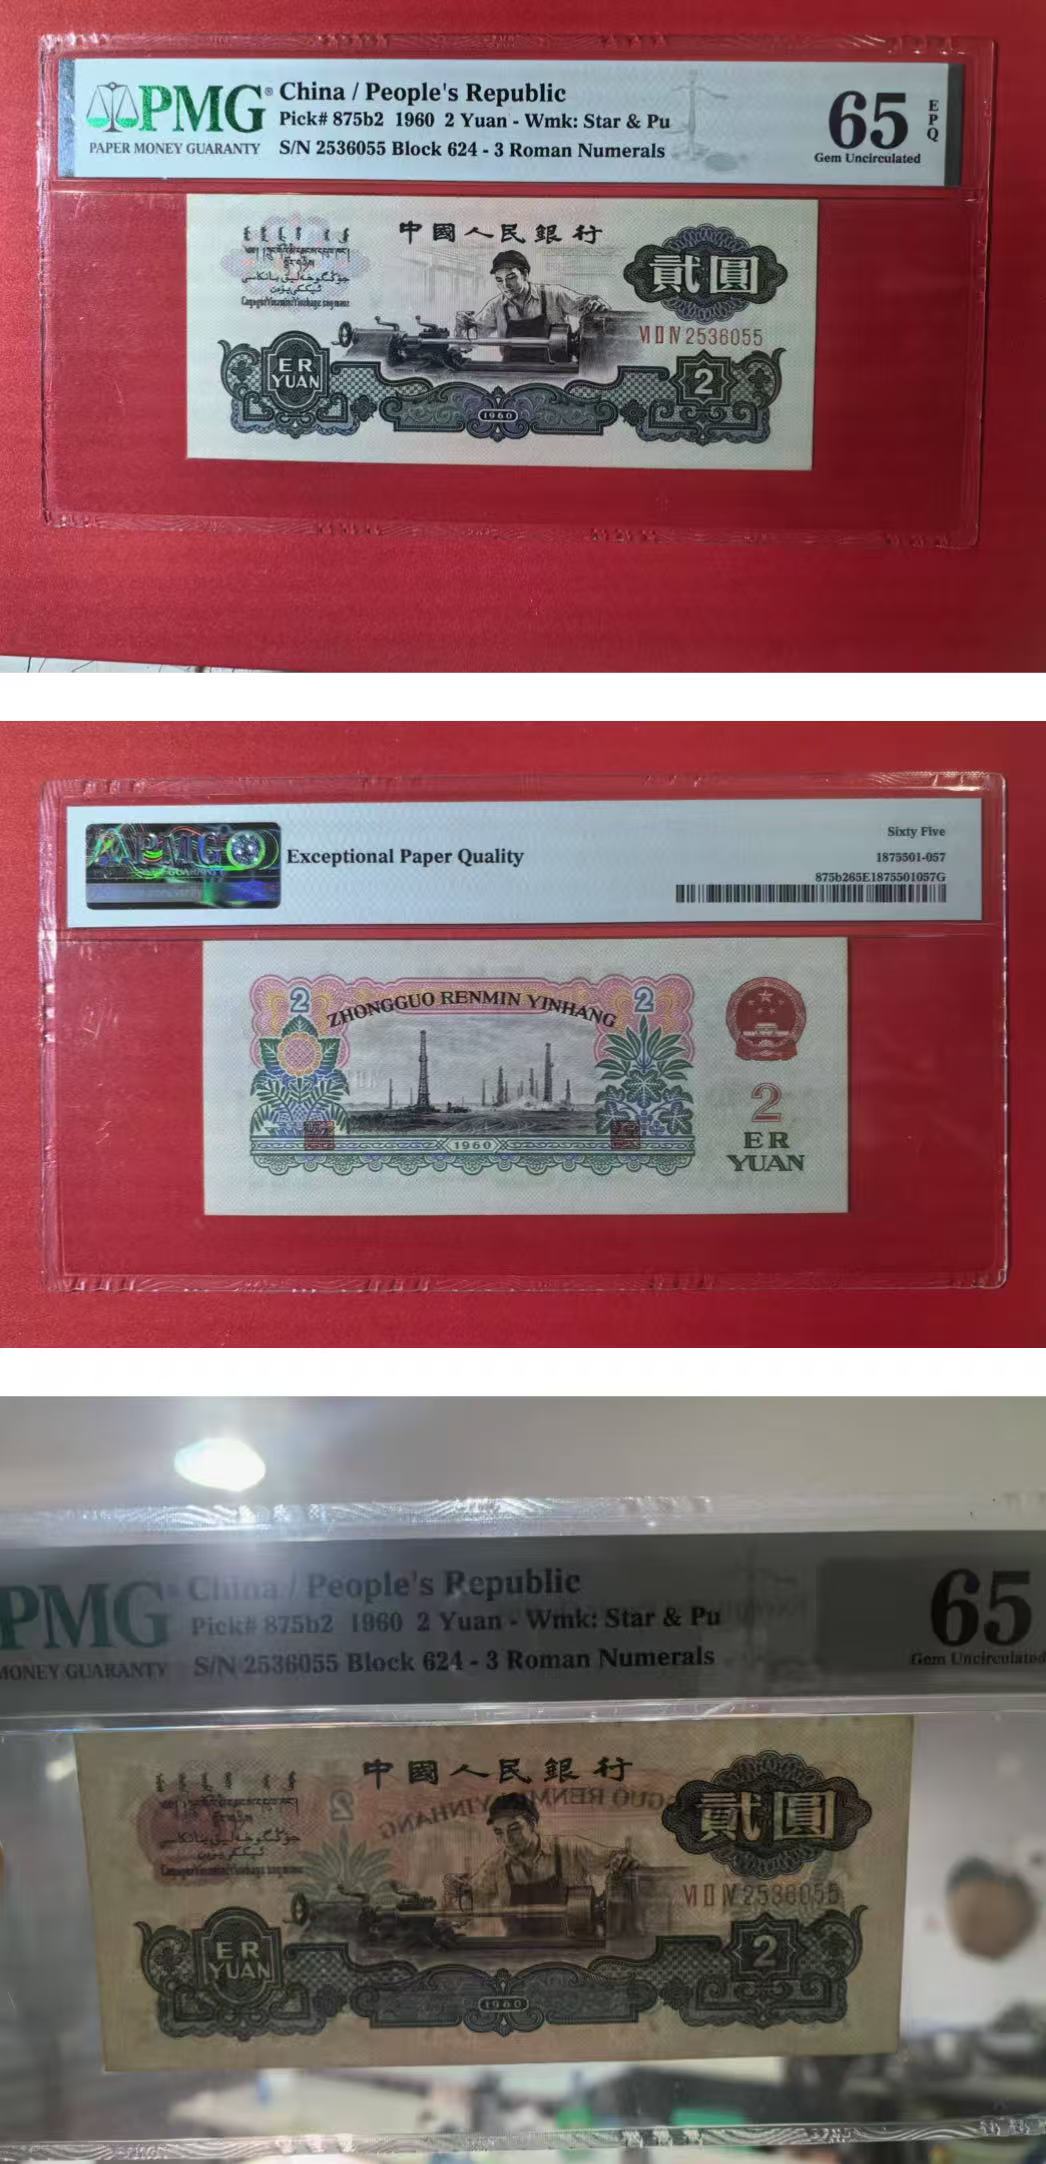 PMG®
PAPER MONEY GUARANTY
China / People's Republic
Pick# 875b2 1960 2 Yuan - Wmk: Star & Pu
S/N 2536055 Block 624 - 3 Roman Numerals
65
EPQ
Gem Uncirculated
中國人民銀行
貳圓
VI II IV 2536055
ER
YUAN
2
1960
PMG
Exceptional Paper Quality
Sixty Five
1875501-057
875b265E1875501057G
2
2
ZHONGGUO RENMIN YINHANG
1960
2
ER
YUAN
PMG
MONEY GUARANTY
China / People's Republic
Pick# 875b2 1960 2 Yuan - Wmk: Star & Pu
S/N 2536055 Block 624 - 3 Roman Numerals
65
Gem Uncirculated
中國人民銀行
貳圓
VI II IV 2536055
ER
YUAN
2
1960